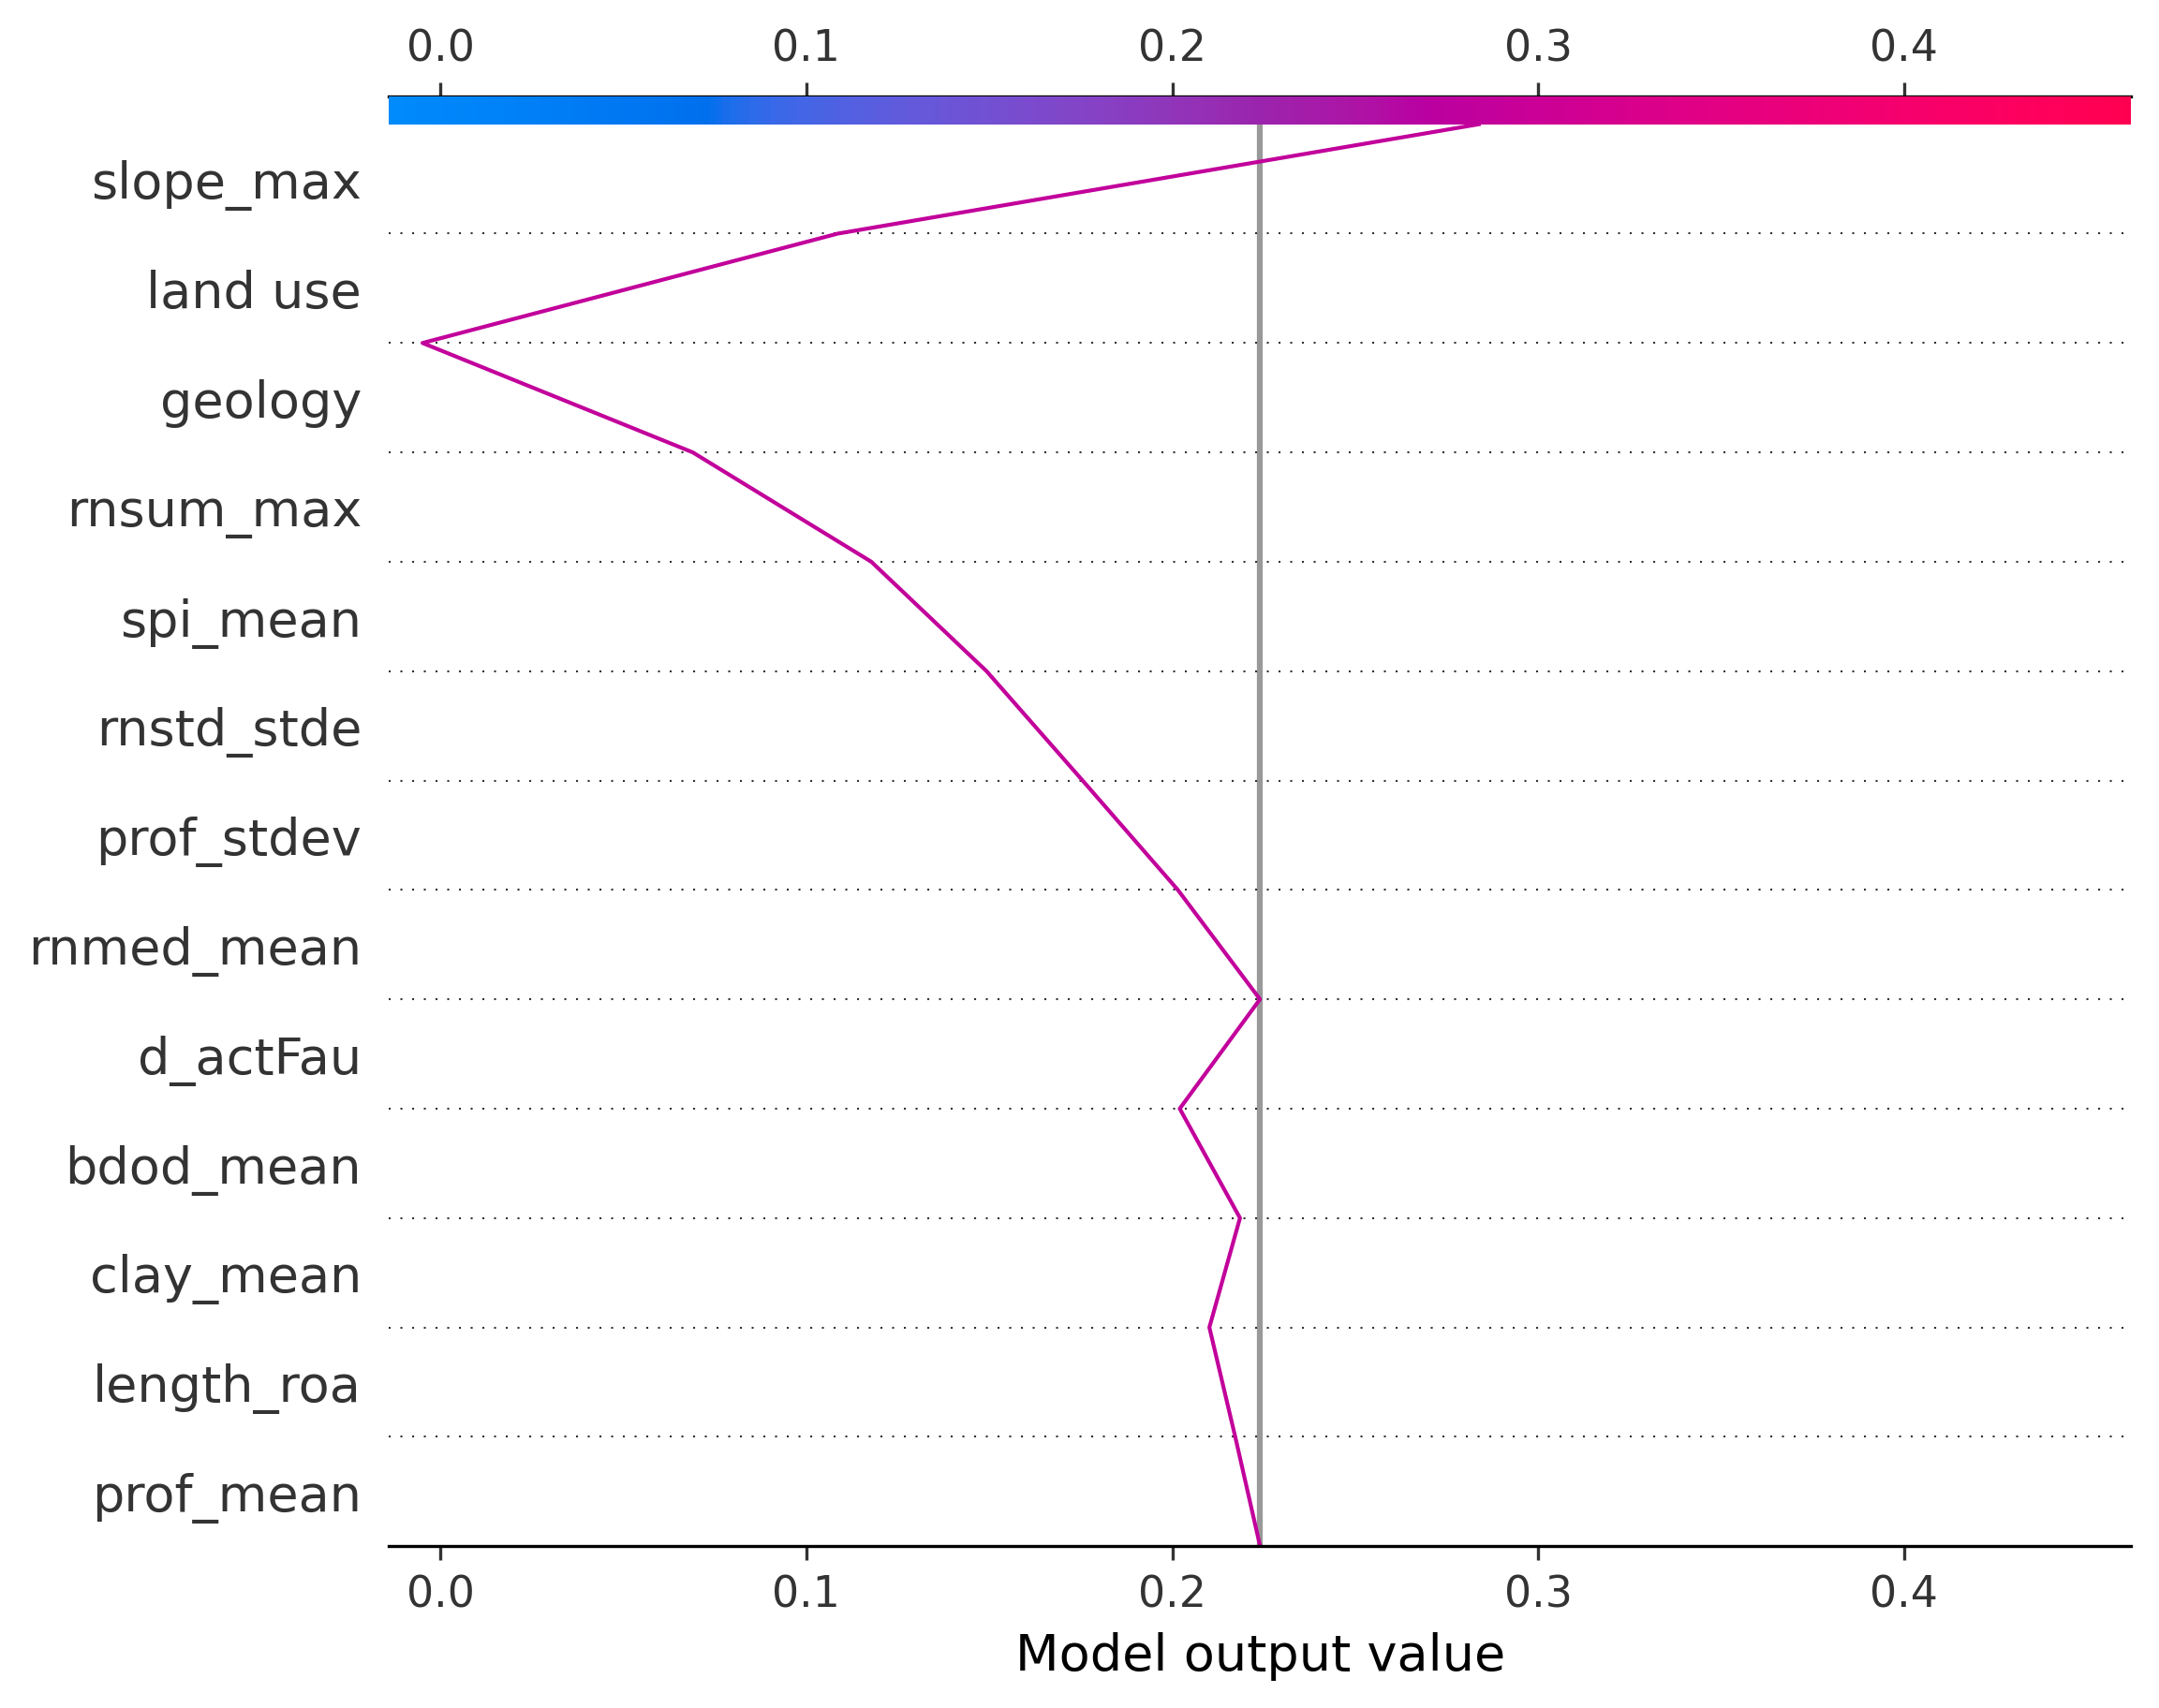 0.0 0.1 0.2 0.3 0.4
slope_max
land use
geology
rnsum_max
spi_mean
rnstd_stde
prof_stdev
rnmed_mean
d_actFau
bdod_mean
clay_mean
length_roa
prof_mean
0.0 0.1 0.2 0.3 0.4
Model output value